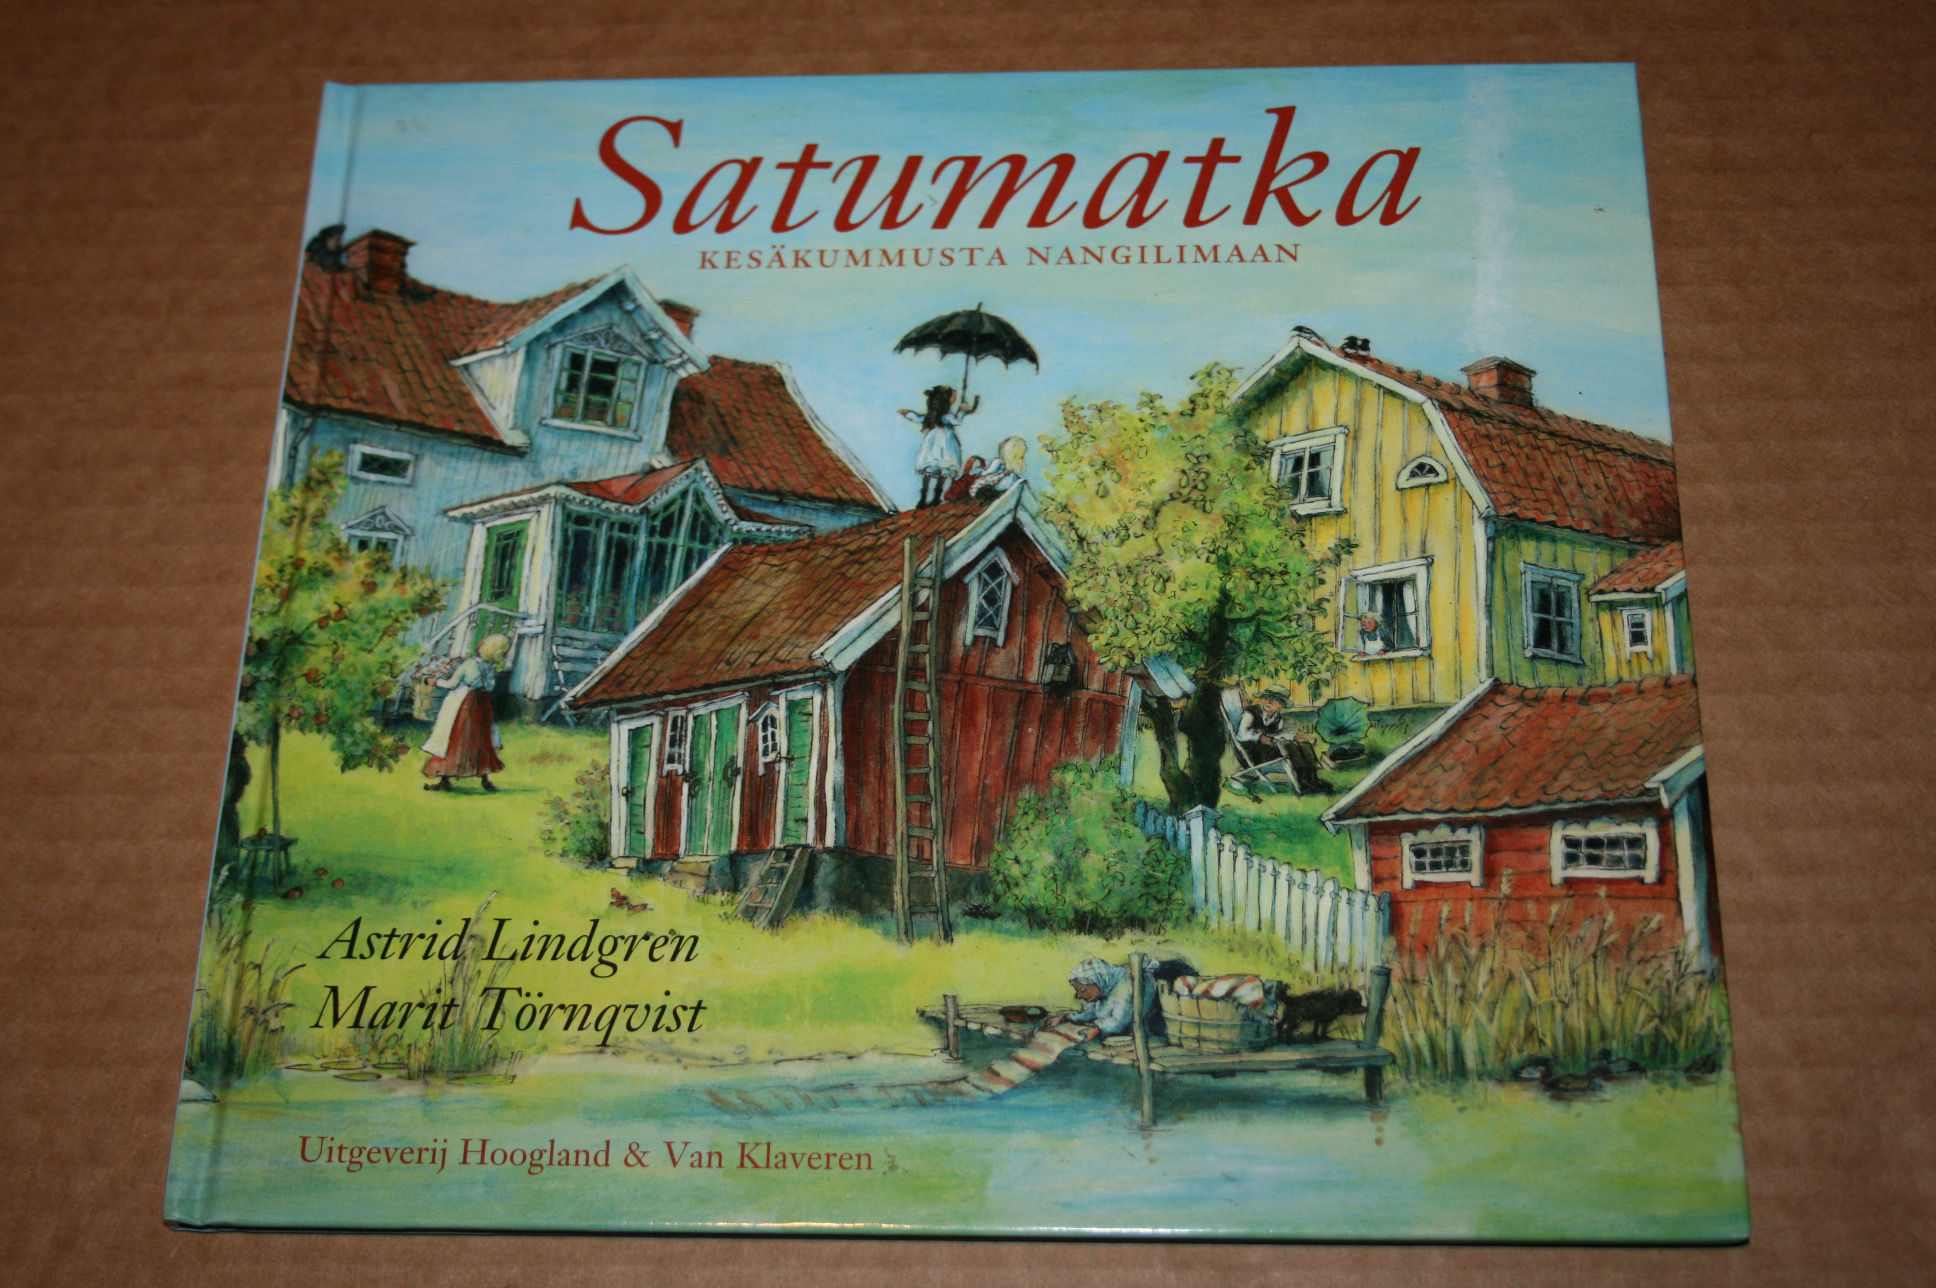 Satumatka
KESÄKUMMUSTA NANGILIMAAN
Astrid Lindgren
Marit Törnqvist
Uitgeverij Hoogland & Van Klaveren